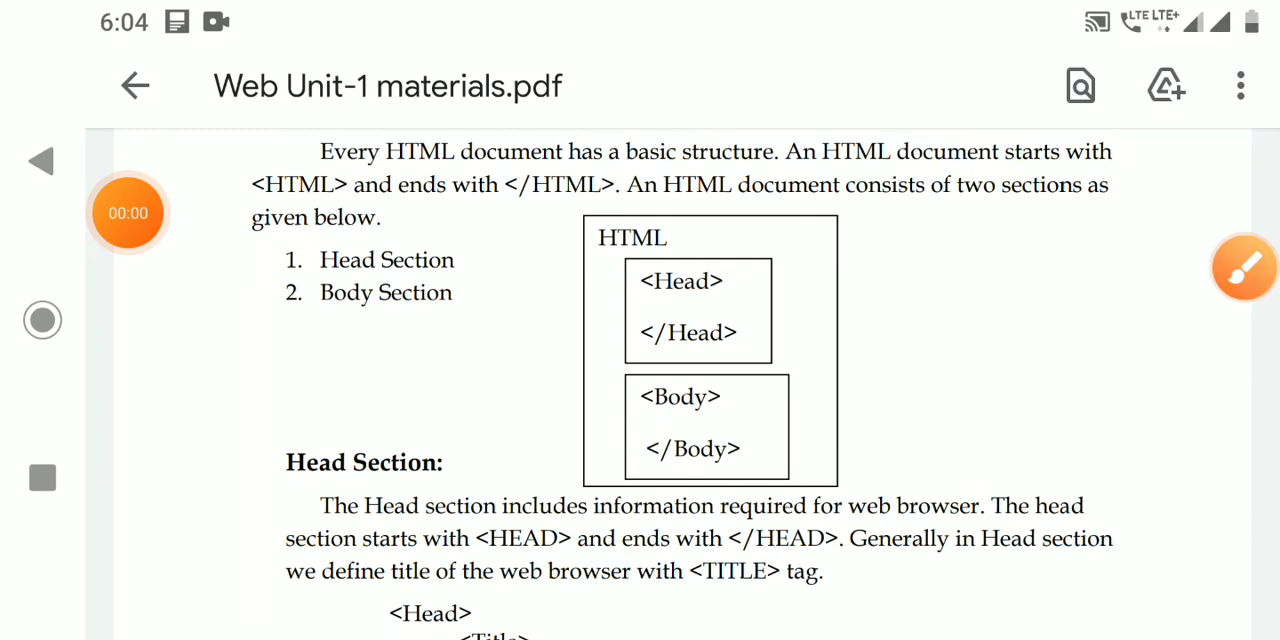 6:04
LTE LTE+
Web Unit-1 materials.pdf
00:00
Every HTML document has a basic structure. An HTML document starts with
<HTML> and ends with </HTML>. An HTML document consists of two sections as
given below.
1. Head Section
2. Body Section
HTML
<Head>
</Head>
<Body>
</Body>
Head Section:
The Head section includes information required for web browser. The head
section starts with <HEAD> and ends with </HEAD>. Generally in Head section
we define title of the web browser with <TITLE> tag.
<Head>
<Title>